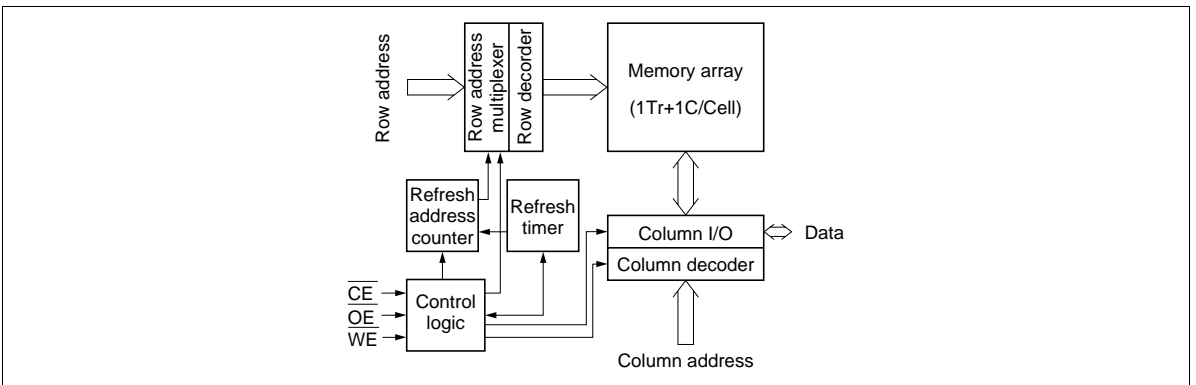 Row address
Row address
multiplexer
Row decorder
Memory array
(1Tr+1C/Cell)
Refresh
address
counter
Refresh
timer
Column I/O
Data
Column decoder
CE
OE
WE
Control
logic
Column address